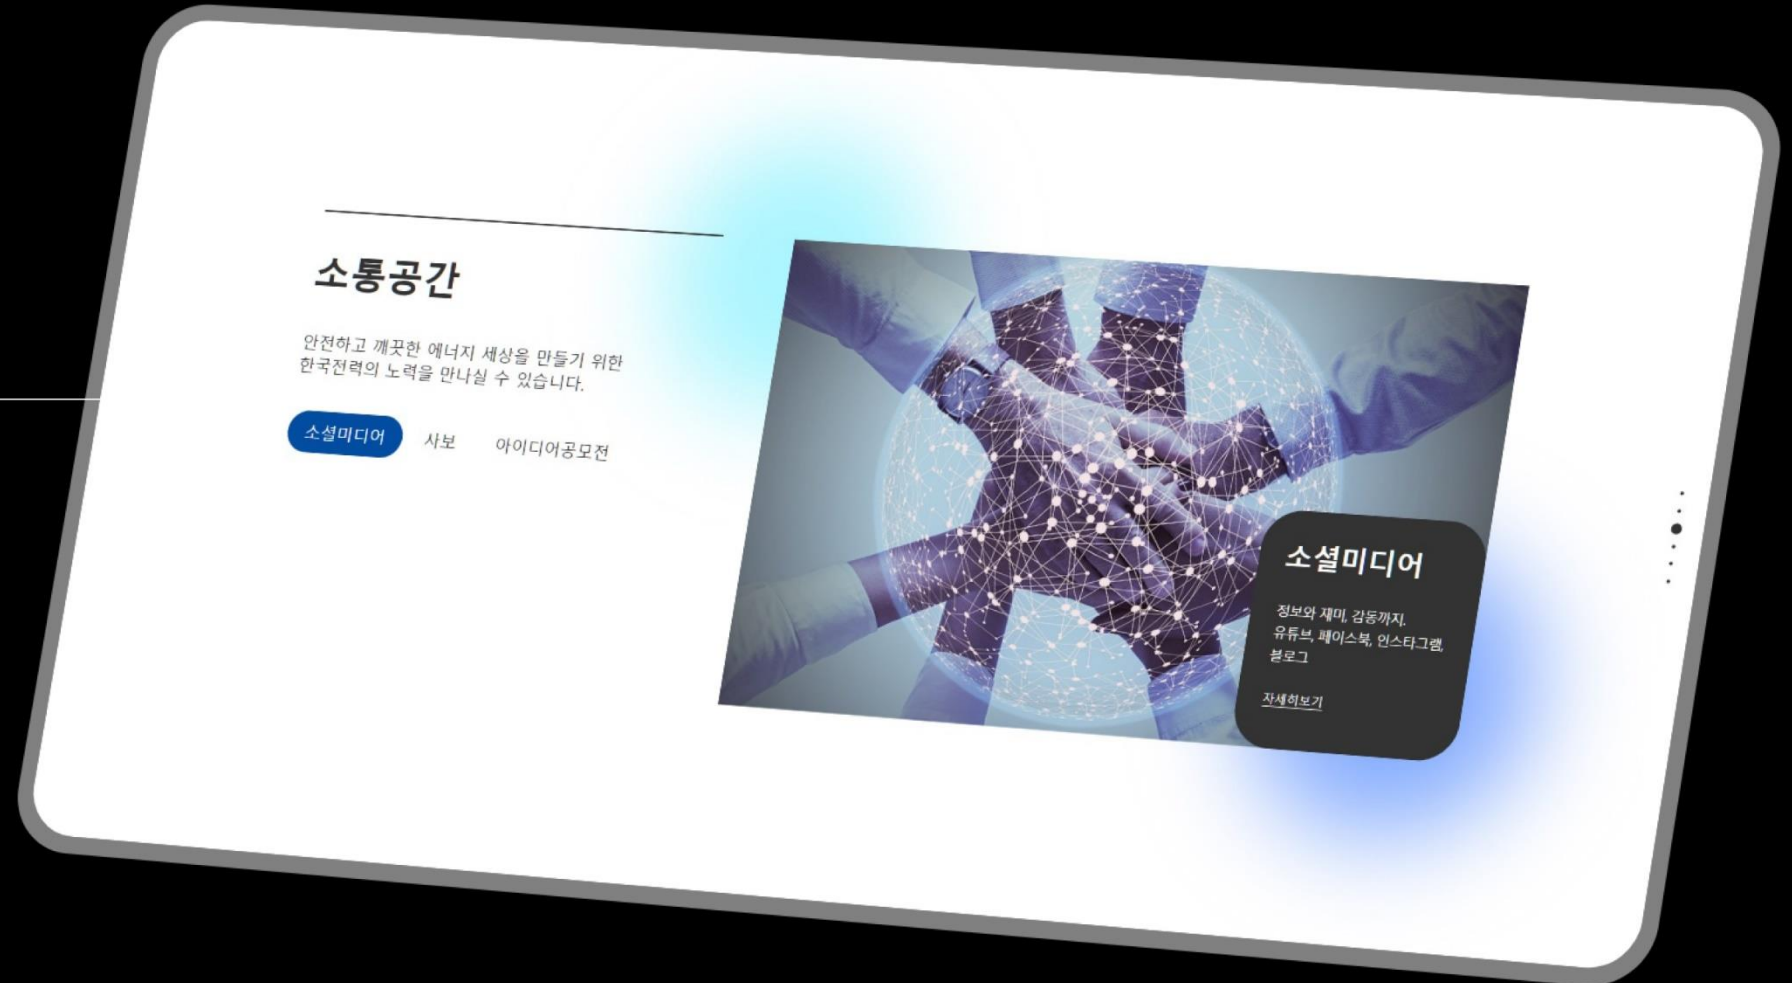 소통공간
안전하고 깨끗한 에너지 세상을 만들기 위한
한국전력의 노력을 만나실 수 있습니다.
소셜미디어 사보 아이디어공모전
소셜미디어
정보와 재미, 감동까지.
유튜브, 페이스북, 인스타그램,
블로그
자세히보기